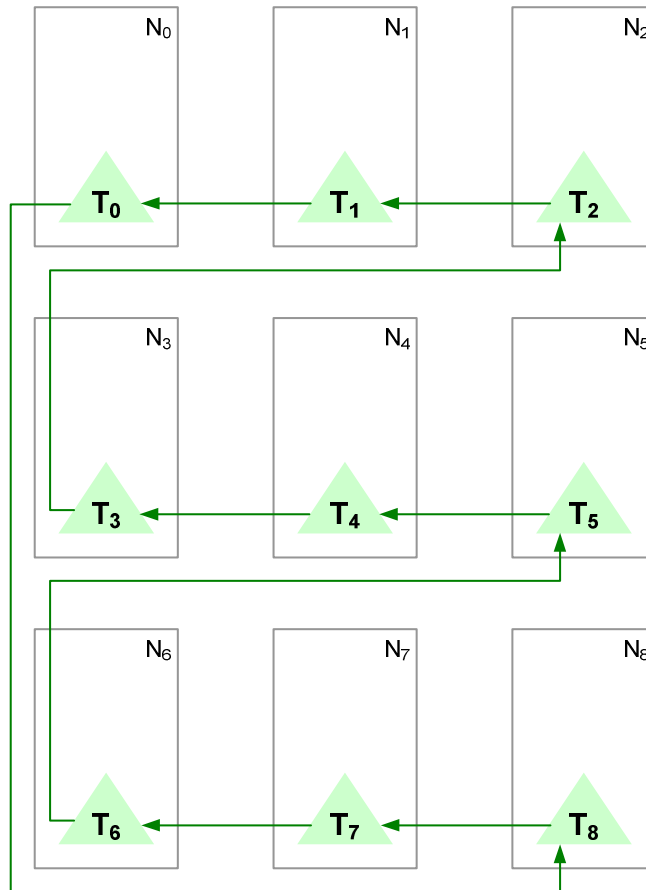 N₀ N₁ N₂
T₀ T₁ T₂
N₃ N₄ N₅
T₃ T₄ T₅
N₆ N₇ N₈
T₆ T₇ T₈